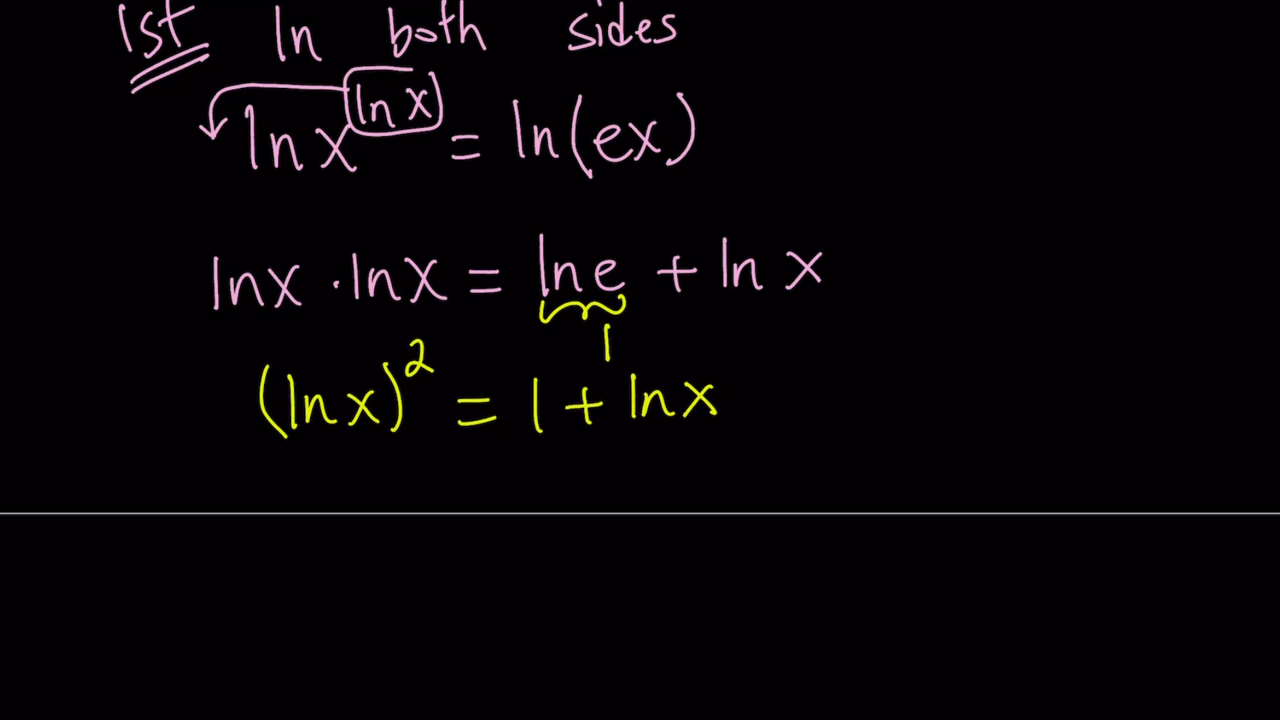 1st ln both sides
ln x^(ln x) = ln(ex)
ln x · ln x = ln e + ln x
1
(ln x)² = 1 + ln x